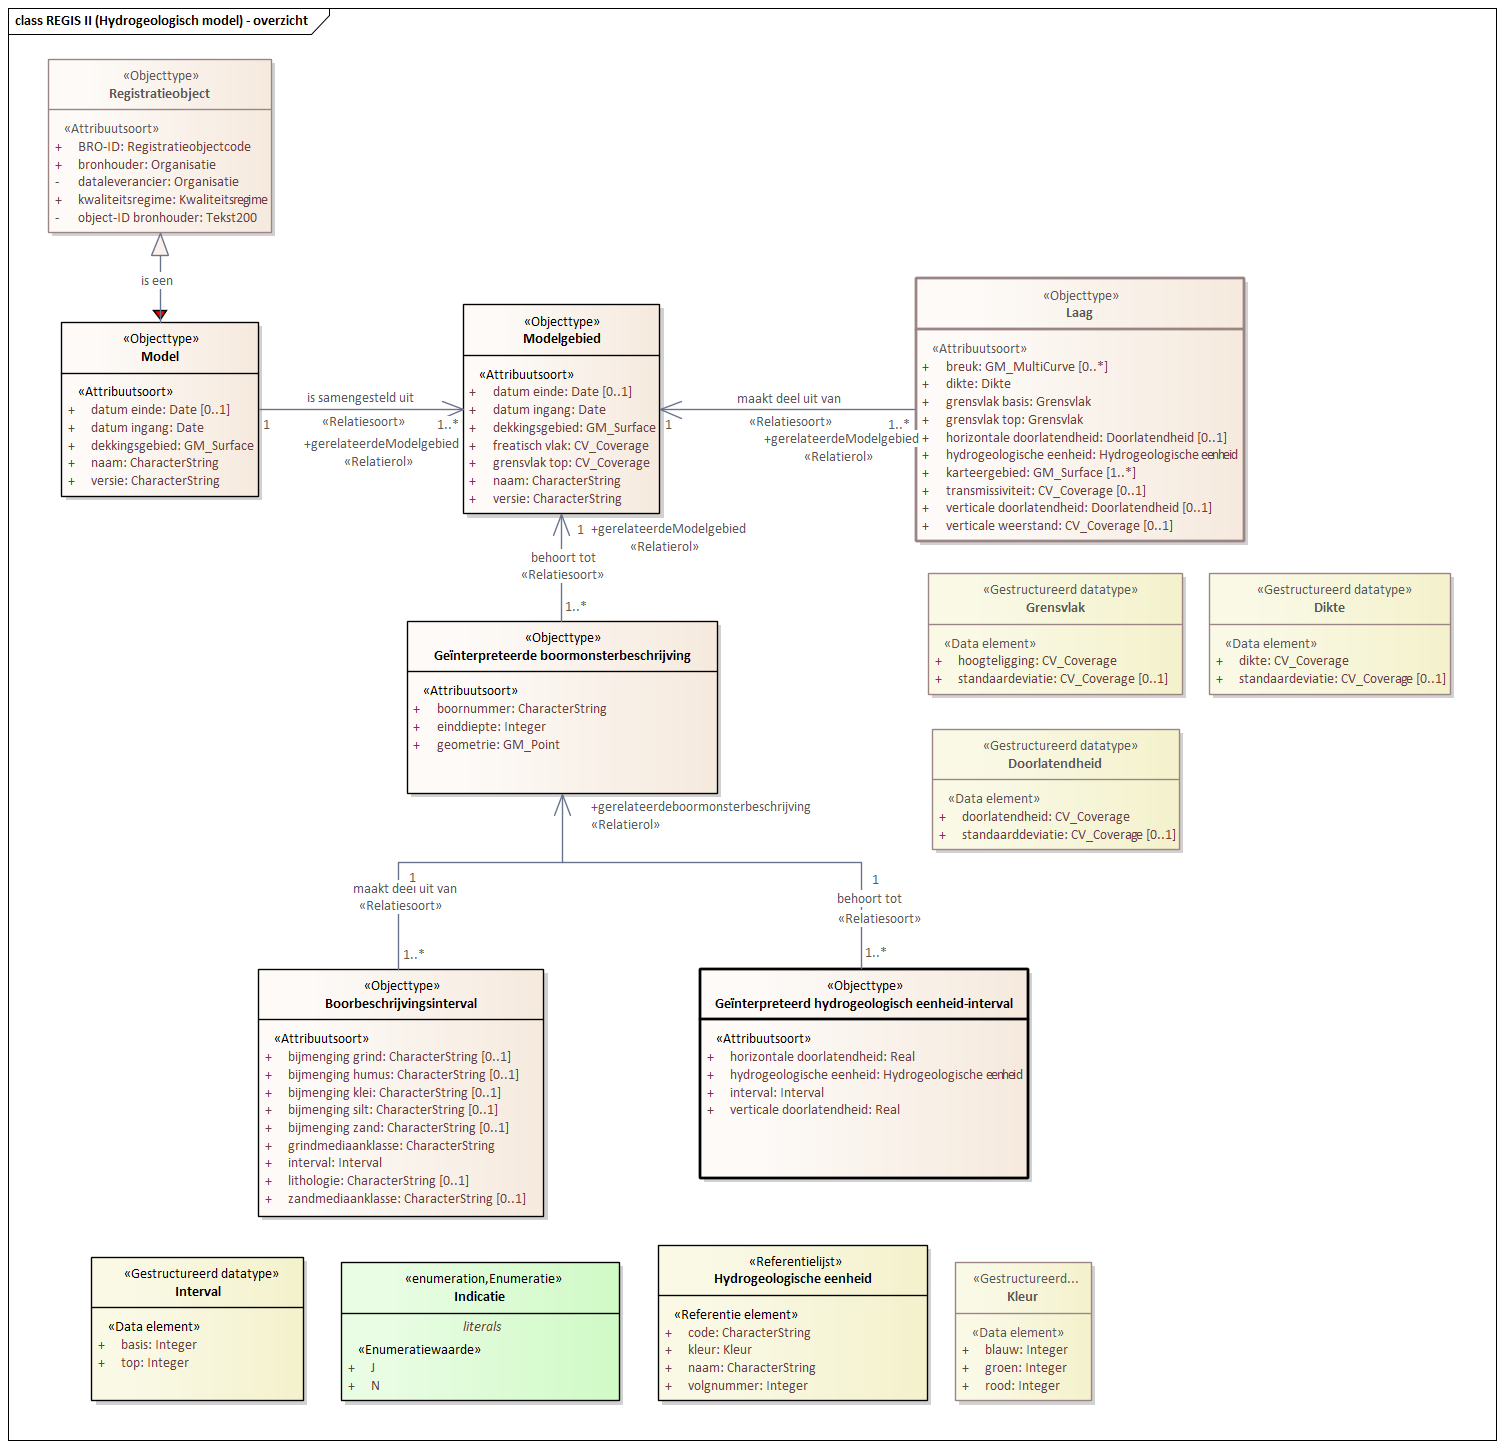 class REGIS II (Hydrogeologisch model) - overzicht
«Objecttype»
Registratieobject
«Attribuutsoort»
+ BRO-ID: Registratieobjectcode
+ bronhouder: Organisatie
- dataleverancier: Organisatie
+ kwaliteitsregime: Kwaliteitsregime
- object-ID bronhouder: Tekst200
is een
«Objecttype»
Model
«Attribuutsoort»
+ datum einde: Date [0..1]
+ datum ingang: Date
+ dekkingsgebied: GM_Surface
+ naam: CharacterString
+ versie: CharacterString
is samengesteld uit
«Relatiesoort»
1
1..*
+gerelateerdeModelgebied
«Relatierol»
«Objecttype»
Modelgebied
«Attribuutsoort»
+ datum einde: Date [0..1]
+ datum ingang: Date
+ dekkingsgebied: GM_Surface
+ freatisch vlak: CV_Coverage
+ grensvlak top: CV_Coverage
+ naam: CharacterString
+ versie: CharacterString
maakt deel uit van
«Relatiesoort»
1
1..*
+gerelateerdeModelgebied
«Relatierol»
«Objecttype»
Laag
«Attribuutsoort»
+ breuk: GM_MultiCurve [0..*]
+ dikte: Dikte
+ grensvlak basis: Grensvlak
+ grensvlak top: Grensvlak
+ horizontale doorlatendheid: Doorlatendheid [0..1]
+ hydrogeologische eenheid: Hydrogeologische eenheid
+ karteergebied: GM_Surface [1..*]
+ transmissiviteit: CV_Coverage [0..1]
+ verticale doorlatendheid: Doorlatendheid [0..1]
+ verticale weerstand: CV_Coverage [0..1]
1 +gerelateerdeModelgebied
«Relatierol»
behoort tot
«Relatiesoort»
1..*
«Objecttype»
Geïnterpreteerde boormonsterbeschrijving
«Attribuutsoort»
+ boornummer: CharacterString
+ einddiepte: Integer
+ geometrie: GM_Point
«Gestructureerd datatype»
Grensvlak
«Data element»
+ hoogteligging: CV_Coverage
+ standaardeviatie: CV_Coverage [0..1]
«Gestructureerd datatype»
Dikte
«Data element»
+ dikte: CV_Coverage
+ standaardeviatie: CV_Coverage [0..1]
«Gestructureerd datatype»
Doorlatendheid
«Data element»
+ doorlatendheid: CV_Coverage
+ standaarddeviatie: CV_Coverage [0..1]
+gerelateerdeboormonsterbeschrijving
«Relatierol»
1
maakt deel uit van
«Relatiesoort»
1..*
1
behoort tot
«Relatiesoort»
1..*
«Objecttype»
Boorbeschrijvingsinterval
«Attribuutsoort»
+ bijmenging grind: CharacterString [0..1]
+ bijmenging humus: CharacterString [0..1]
+ bijmenging klei: CharacterString [0..1]
+ bijmenging silt: CharacterString [0..1]
+ bijmenging zand: CharacterString [0..1]
+ grindmediaanklasse: CharacterString
+ interval: Interval
+ lithologie: CharacterString [0..1]
+ zandmediaanklasse: CharacterString [0..1]
«Objecttype»
Geïnterpreteerd hydrogeologisch eenheid-interval
«Attribuutsoort»
+ horizontale doorlatendheid: Real
+ hydrogeologische eenheid: Hydrogeologische eenheid
+ interval: Interval
+ verticale doorlatendheid: Real
«Gestructureerd datatype»
Interval
«Data element»
+ basis: Integer
+ top: Integer
«enumeration,Enumeratie»
Indicatie
literals
«Enumeratiewaarde»
+ J
+ N
«Referentielijst»
Hydrogeologische eenheid
«Referentie element»
+ code: CharacterString
+ kleur: Kleur
+ naam: CharacterString
+ volgnummer: Integer
«Gestructureerd...
Kleur
«Data element»
+ blauw: Integer
+ groen: Integer
+ rood: Integer